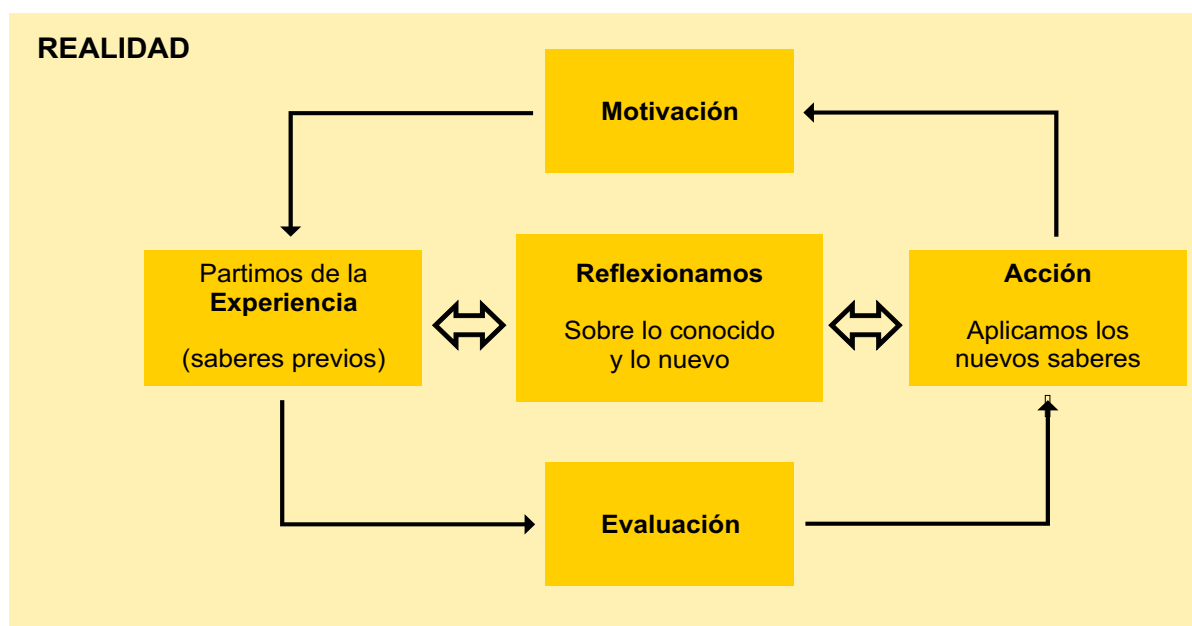 REALIDAD
Motivación
Partimos de la
Experiencia
(saberes previos)
Reflexionamos
Sobre lo conocido
y lo nuevo
Acción
Aplicamos los
nuevos saberes
Evaluación